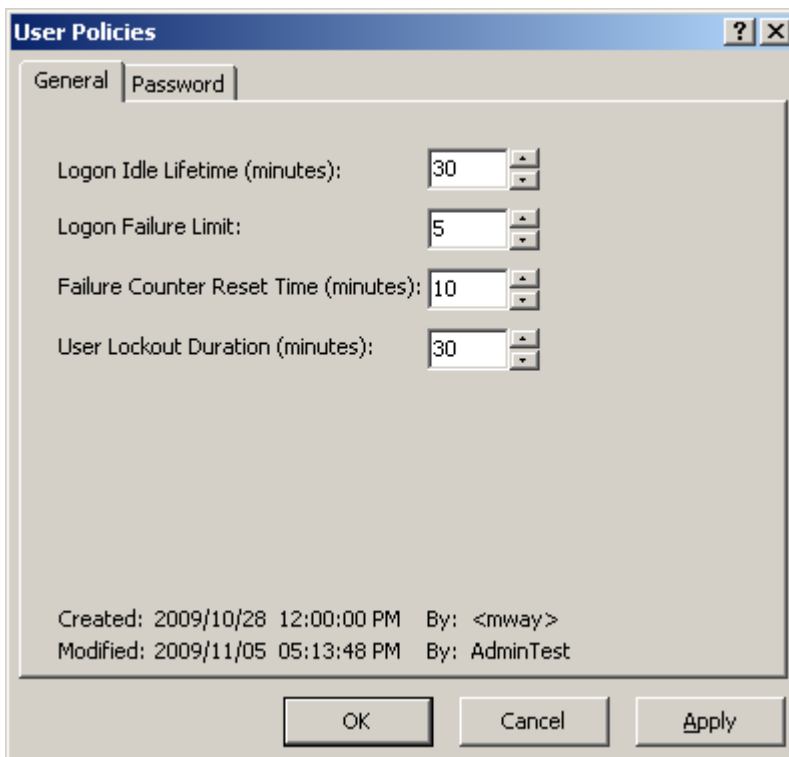 User Policies
General Password
Logon Idle Lifetime (minutes): 30
Logon Failure Limit: 5
Failure Counter Reset Time (minutes): 10
User Lockout Duration (minutes): 30
Created: 2009/10/28 12:00:00 PM By: <mway>
Modified: 2009/11/05 05:13:48 PM By: AdminTest
OK Cancel Apply